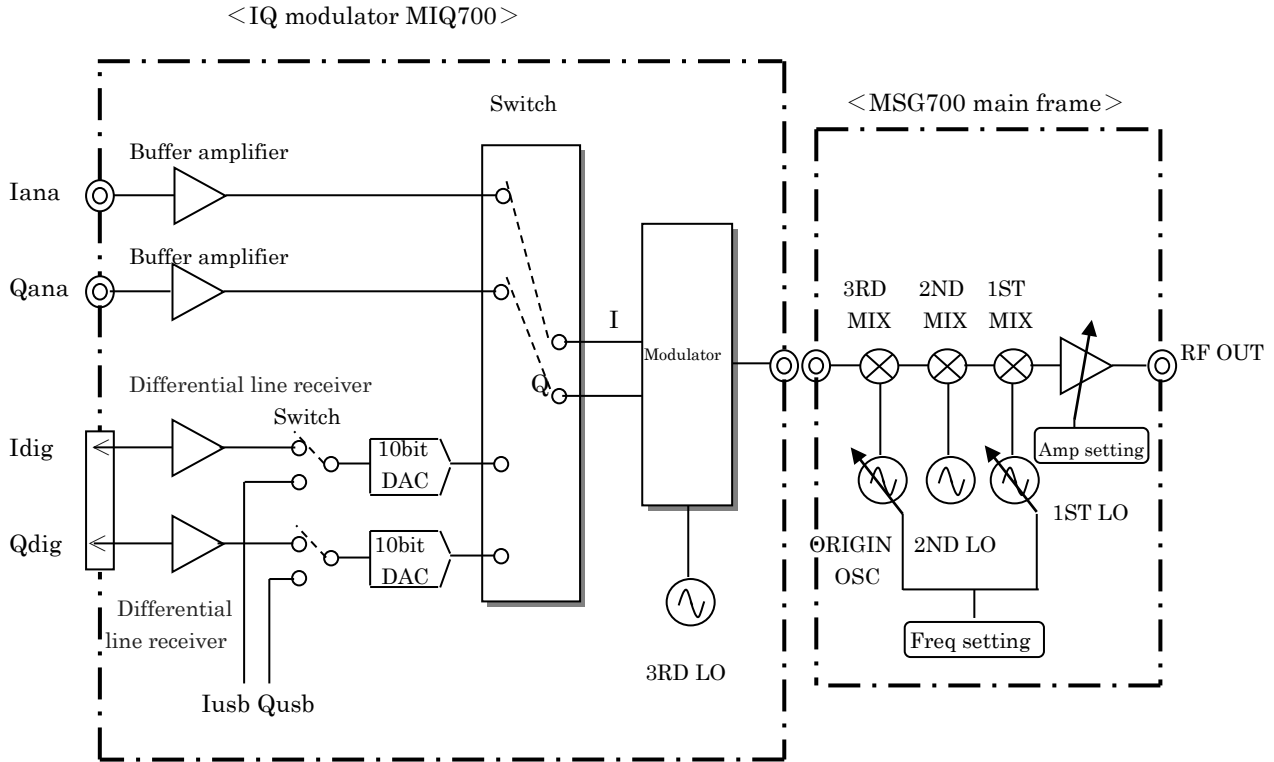 ＜IQ modulator MIQ700＞
Switch
＜MSG700 main frame＞
Buffer amplifier
Iana
Buffer amplifier
Qana
I
Q
Modulator
3RD
MIX
2ND
MIX
1ST
MIX
RF OUT
Differential line receiver
Switch
Idig
10bit
DAC
Amp setting
1ST LO
Qdig
10bit
DAC
ORIGIN
OSC
2ND LO
Differential
line receiver
Freq setting
3RD LO
Iusb Qusb